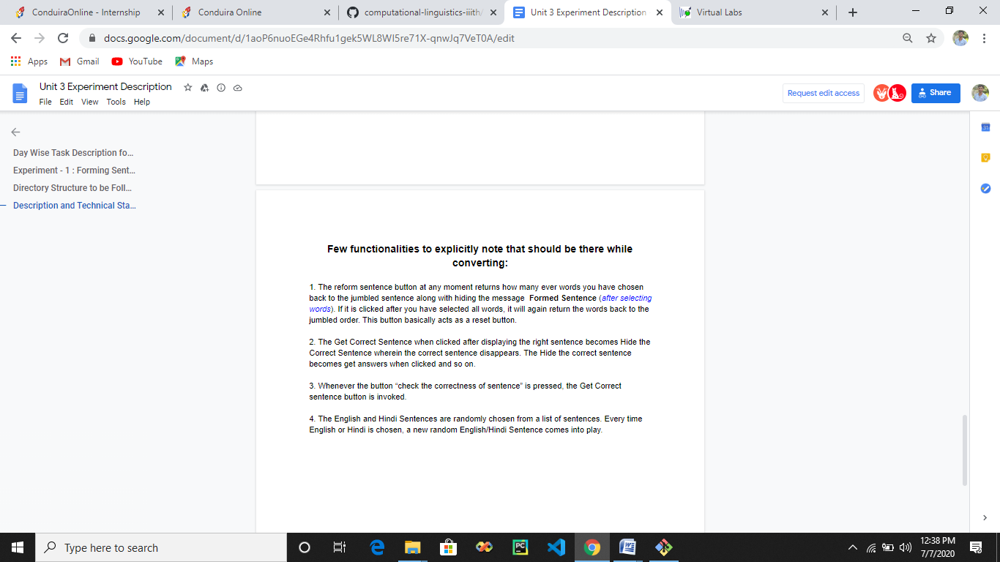 ConduiraOnline - Internship
Conduira Online
computational-linguistics-iiith/
Unit 3 Experiment Description
Virtual Labs
docs.google.com/document/d/1aoP6nuoEGe4Rhfu1gek5WL8WI5re71X-qnwJq7VeT0A/edit
Apps
Gmail
YouTube
Maps
Unit 3 Experiment Description
File Edit View Tools Help
Request edit access
Share
Day Wise Task Description fo...
Experiment - 1 : Forming Sent...
Directory Structure to be Foll...
Description and Technical Sta...
31
Few functionalities to explicitly note that should be there while
converting:
1. The reform sentence button at any moment returns how many ever words you have chosen
back to the jumbled sentence along with hiding the message Formed Sentence (after selecting
words). If it is clicked after you have selected all words, it will again return the words back to the
jumbled order. This button basically acts as a reset button.
2. The Get Correct Sentence when clicked after displaying the right sentence becomes Hide the
Correct Sentence wherein the correct sentence disappears. The Hide the correct sentence
becomes get answers when clicked and so on.
3. Whenever the button “check the correctness of sentence” is pressed, the Get Correct
sentence button is invoked.
4. The English and Hindi Sentences are randomly chosen from a list of sentences. Every time
English or Hindi is chosen, a new random English/Hindi Sentence comes into play.
Type here to search
PC
W
12:38 PM
7/7/2020